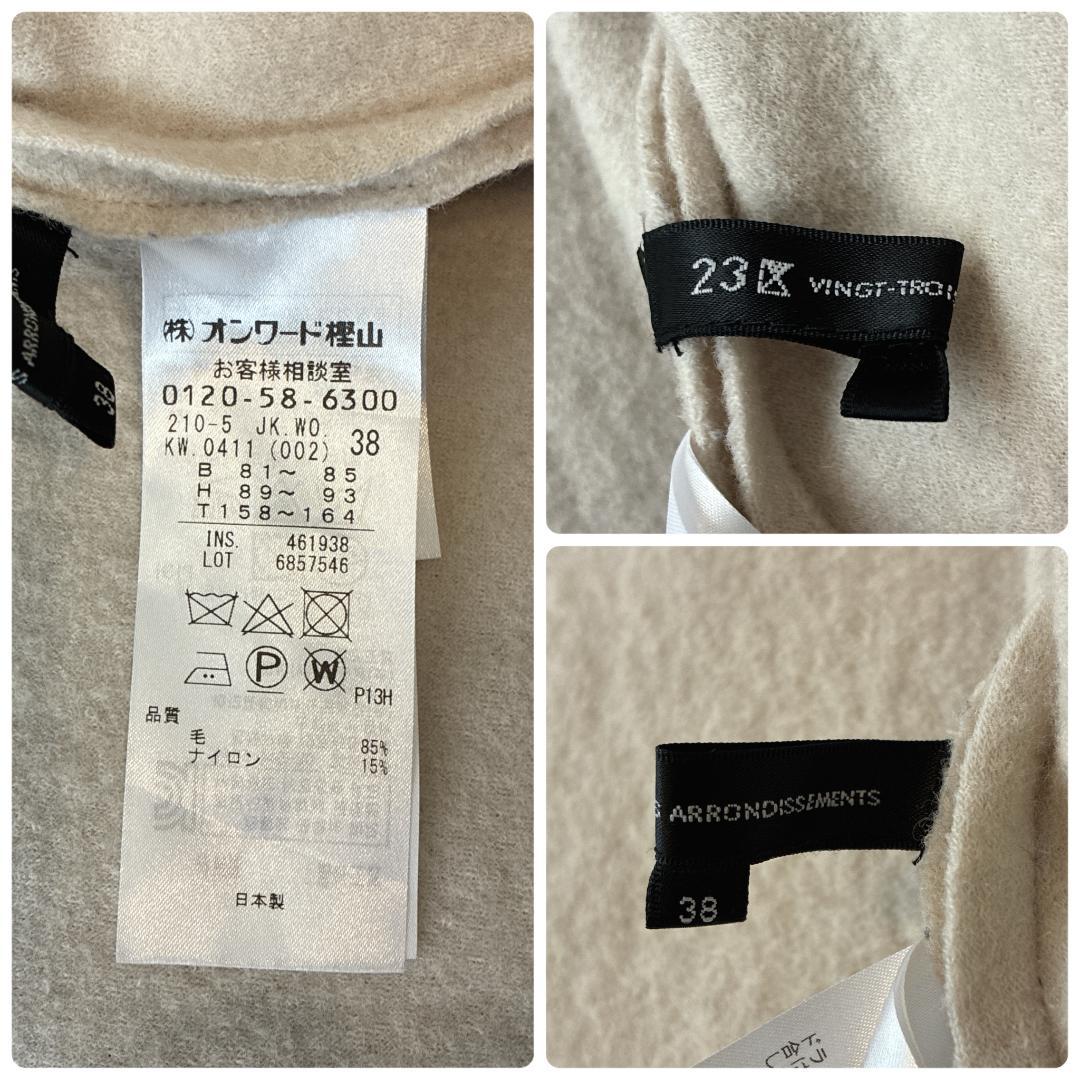 ARROW
38
(株)オンワード樫山
お客様相談室
0120-58-6300
210-5 JK.WO.
KW.0411 (002) 38
B 81~ 85
H 89~ 93
T158~164
INS. 461938
LOT 6857546
P
W
P13H
品質
毛 85%
ナイロン 15%
日本製
23区 VINGT-TROIS
S ARRONDISSEMENTS
38